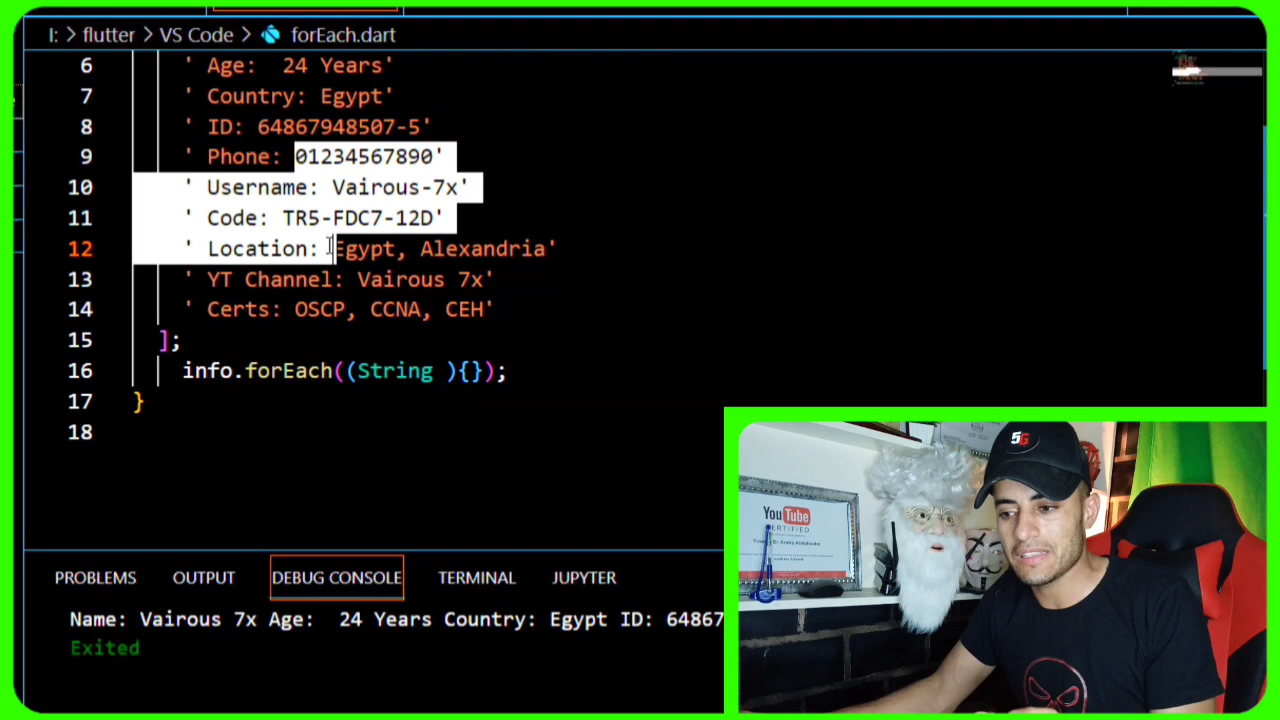 I: > flutter > VS Code > forEach.dart
6 ' Age:  24 Years'
7 ' Country: Egypt'
8 ' ID: 64867948507-5'
9 ' Phone: 01234567890'
10 ' Username: Vairous-7x'
11 ' Code: TR5-FDC7-12D'
12 ' Location: Egypt, Alexandria'
13 ' YT Channel: Vairous 7x'
14 ' Certs: OSCP, CCNA, CEH'
15 ];
16 info.forEach((String ){});
17 }
18
PROBLEMS OUTPUT DEBUG CONSOLE TERMINAL JUPYTER
Name: Vairous 7x Age:  24 Years Country: Egypt ID: 64867
Exited
5G
YouTube
CERTIFIED